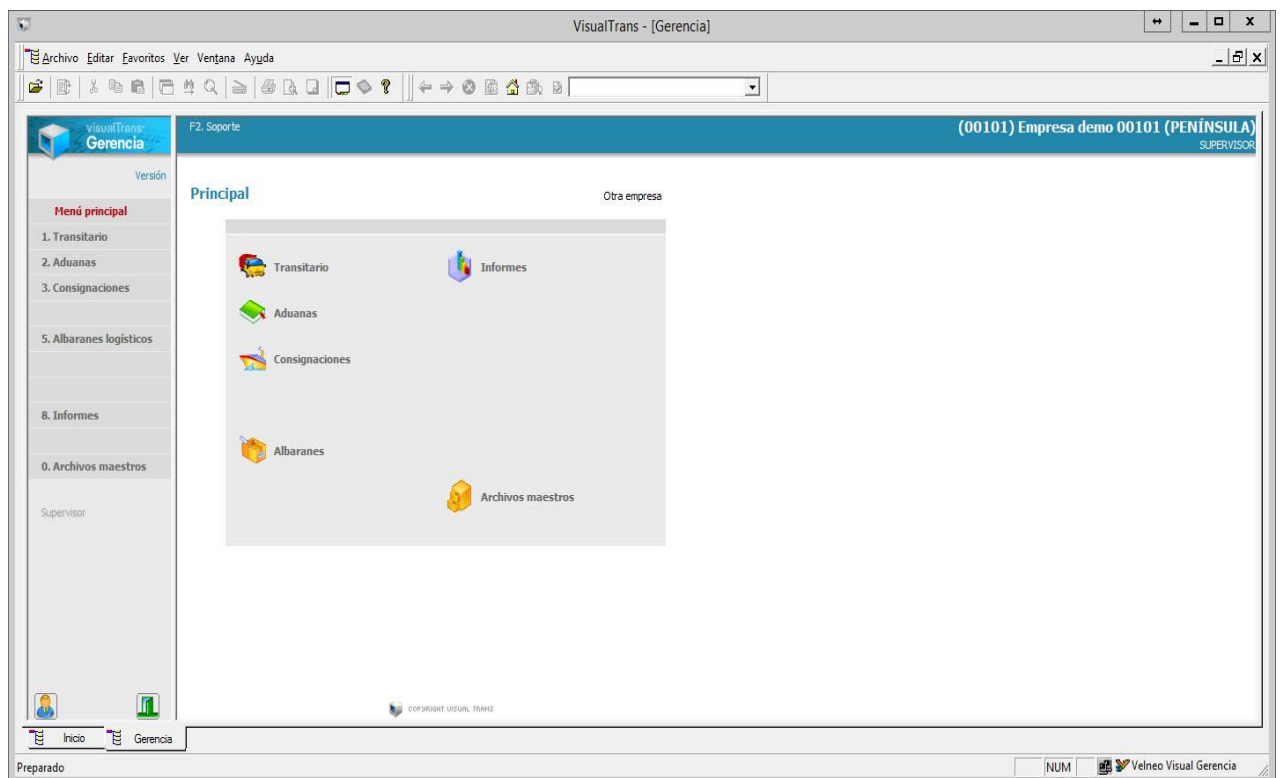 VisualTrans - [Gerencia]
Archivo Editar Favoritos Ver Ventana Ayuda
visualTrans·
Gerencia
F2. Soporte
(00101) Empresa demo 00101 (PENÍNSULA)
SUPERVISOR
Versión
Principal
Otra empresa
Menú principal
1. Transitario
2. Aduanas
3. Consignaciones
5. Albaranes logísticos
8. Informes
0. Archivos maestros
Supervisor
Transitario
Informes
Aduanas
Consignaciones
Albaranes
Archivos maestros
COPYRIGHT VISUAL TRANS
Inicio
Gerencia
Preparado
NUM
Velneo Visual Gerencia